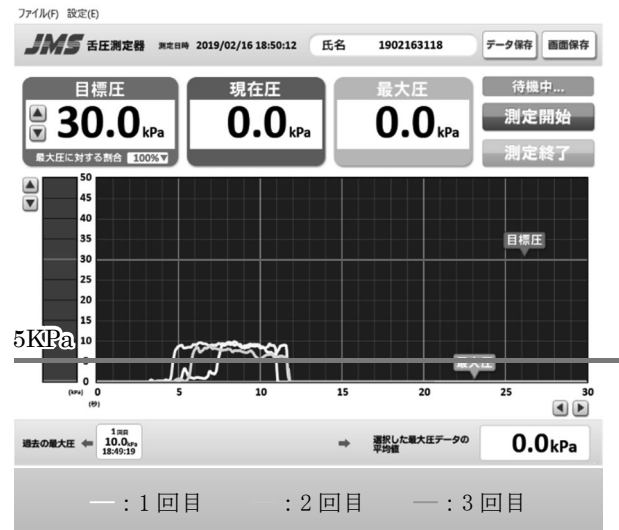 ファイル(F) 設定(E)
JMS 舌圧測定器 測定日時 2019/02/16 18:50:12 氏名 1902163118 データ保存 画面保存
目標圧 現在圧 最大圧 待機中...
30.0kPa 0.0kPa 0.0kPa 測定開始
最大圧に対する割合 100%▼ 測定終了
50
45
40
35 目標圧
30
25
20
15
5KPa 10
5 最大圧
0
(kPa) 0 5 10 15 20 25 30
(秒)
過去の最大圧 1回目 10.0kPa 18:49:19 選択した最大圧データの平均値 0.0kPa
:1回目 :2回目 :3回目